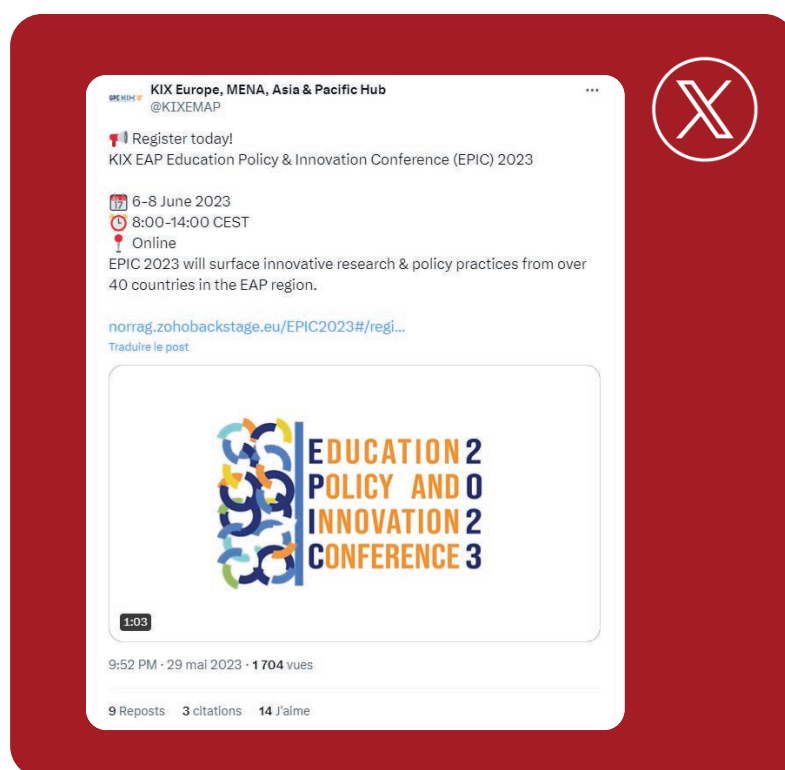 KIX Europe, MENA, Asia & Pacific Hub
@KIXEMAP
Register today!
KIX EAP Education Policy & Innovation Conference (EPIC) 2023
6-8 June 2023
8:00-14:00 CEST
Online
EPIC 2023 will surface innovative research & policy practices from over
40 countries in the EAP region.
norrag.zohobackstage.eu/EPIC2023#/regi...
Traduire le post
EDUCATION 2
POLICY AND 0
INNOVATION 2
CONFERENCE 3
1:03
9:52 PM · 29 mai 2023 · 1 704 vues
9 Reposts 3 citations 14 J'aime